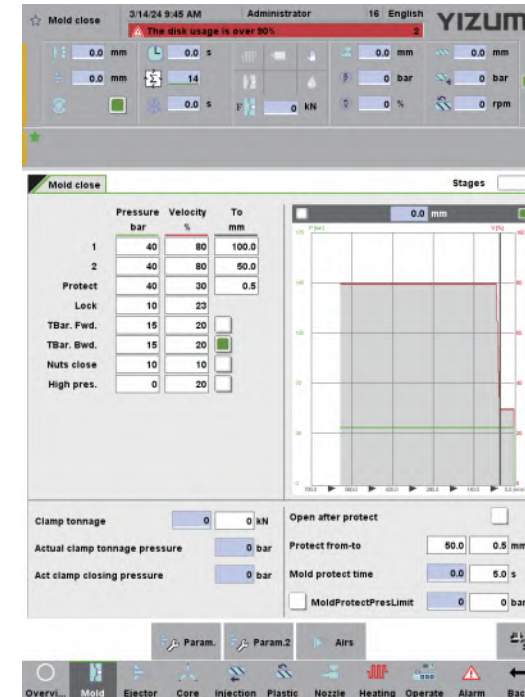 Mold close
3/14/24 9:45 AM Administrator 16 English
YIZUM
The disk usage is over 90% 2
0.0 mm 0.0 s 0.0 mm 0.0 mm
0.0 mm 14 0 bar 0 bar
0.0 s F 0 kN 0 % 0 rpm
Mold close Stages
Pressure Velocity To
bar % mm
1 40 80 100.0
2 40 80 50.0
Protect 40 30 0.5
Lock 10 23
TBar. Fwd. 15 20
TBar. Bwd. 15 20
Nuts close 10 10
High pres. 0 20
0.0 mm
Clamp tonnage 0 0 kN
Actual clamp tonnage pressure 0 bar
Act clamp closing pressure 0 bar
Open after protect
Protect from-to 50.0 0.5 mm
Mold protect time 0.0 5.0 s
MoldProtectPresLimit 0 0 bar
Param. Param.2 Airs
Overvi... Mold Ejector Core Injection Plastic Nozzle Heating Operate Alarm